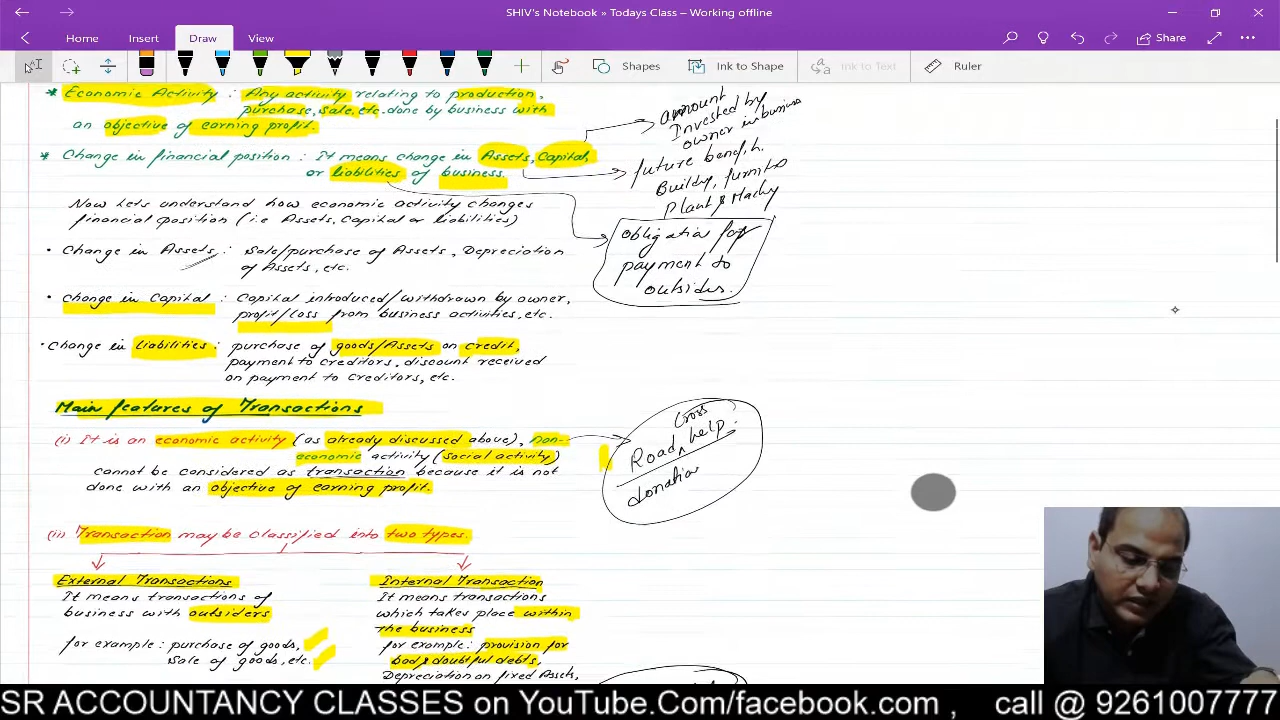 SHIV's Notebook » Todays Class – Working offline
Home Insert Draw View
Share
Shapes Ink to Shape Ink to Text Ruler
* Economic Activity : Any activity relating to production,
purchase, sale, etc. done by business with
an objective of earning profit.
* Change in financial position : It means change in Assets, Capital,
or liabilities of business.
Now lets understand how economic activity changes
financial position (i.e Assets, Capital or liabilities)
• Change in Assets : Sale/purchase of Assets, Depreciation
of Assets, etc.
• Change in Capital : Capital introduced/withdrawn by owner,
profit/loss from business activities, etc.
• Change in liabilities : purchase of goods/Assets on credit,
payment to creditors, discount received
on payment to creditors, etc.
amount
Invested by
owner in
future
Plant &
obligation for
payment to
Main features of Transactions
(i) It is an economic activity (as already discussed above), non-
economic activity (social activity)
cannot be considered as transaction because it is not
done with an objective of earning profit.
Cross
Road, help
donation
(ii) Transaction may be classified into two types.
External Transactions
It means transactions of
business with outsiders
for example : purchase of goods,
sale of goods, etc.
Internal Transaction
It means transactions
which takes place within
the business
for example : provision for
bad & doubtful debts,
Depreciation on fixed Assets,
SR ACCOUNTANCY CLASSES on YouTube.Com/facebook.com , call @ 9261007777